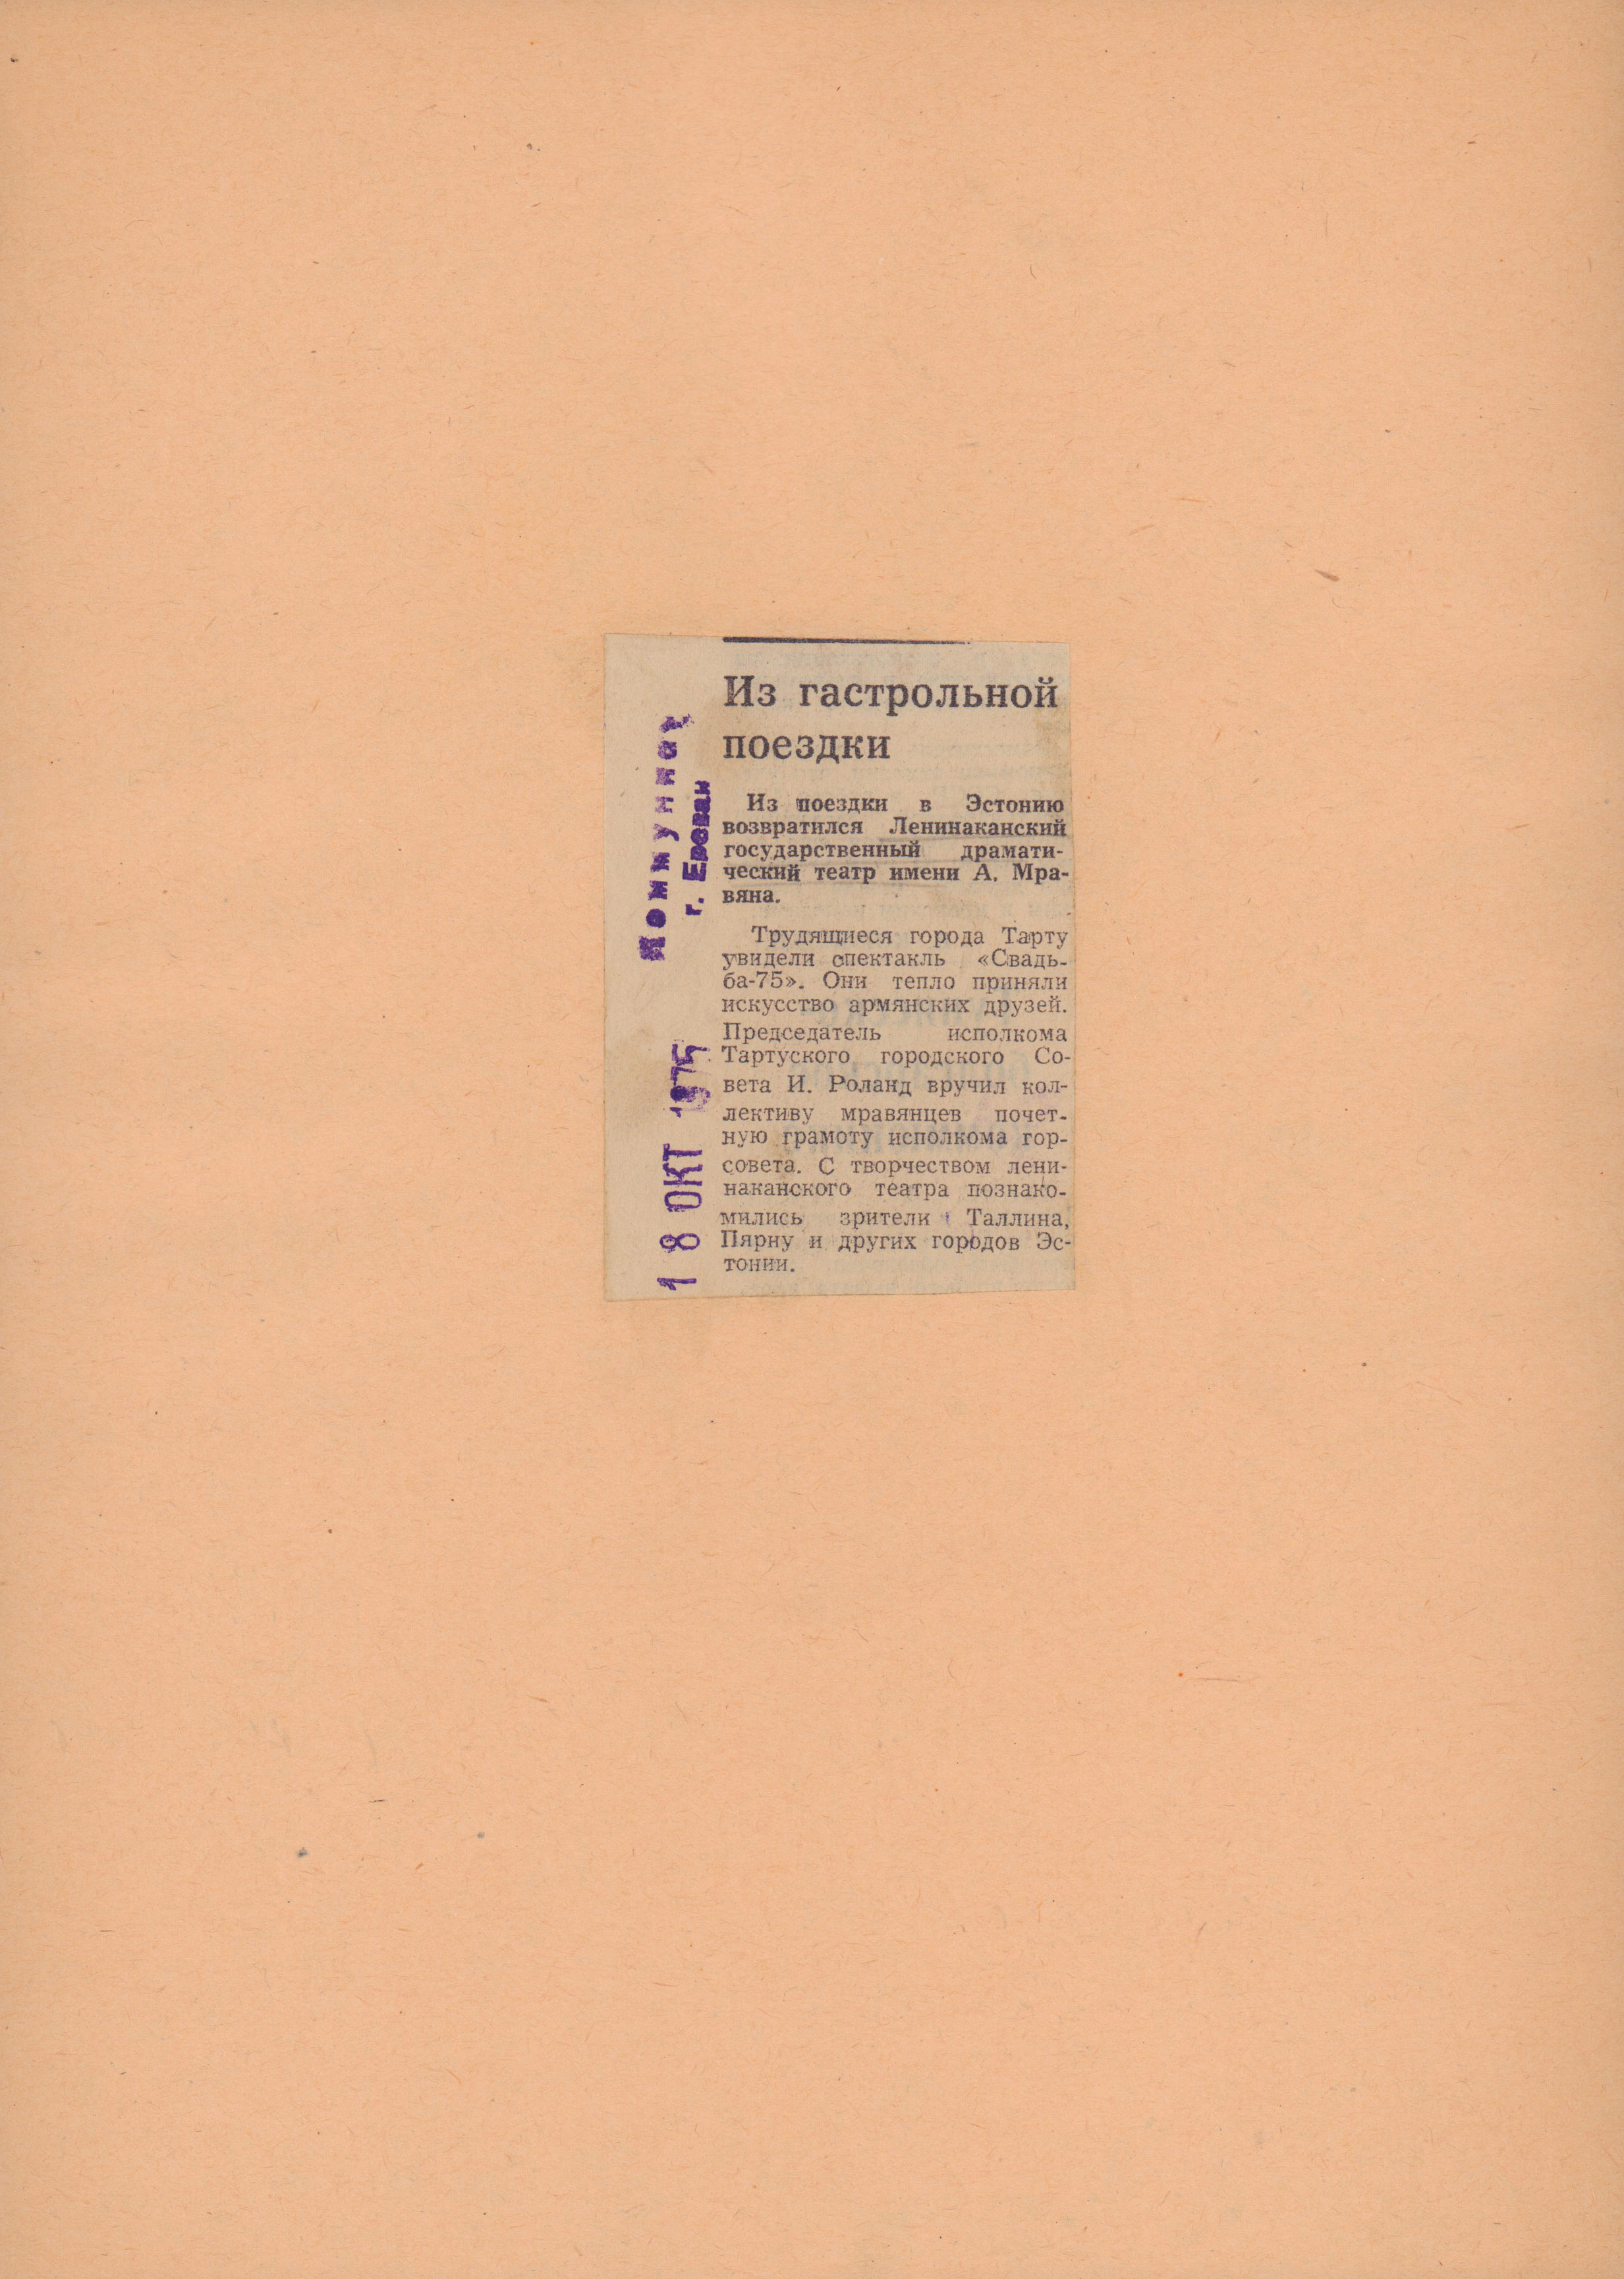 Из гастрольной
поездки
Из поездки в Эстонию
возвратился Ленинаканский
государственный драмати-
ческий театр имени А. Мра-
вяна.
Трудящиеся города Тарту
увидели спектакль «Свадь-
ба-75». Они тепло приняли
искусство армянских друзей.
Председатель исполкома
Тартуского городского Со-
вета И. Роланд вручил кол-
лективу мравянцев почет-
ную грамоту исполкома гор-
совета. С творчеством лени-
наканского театра познако-
мились зрители Таллина,
Пярну и других городов Эс-
тонии.
Коммунист
г. Ереван
18 ОКТ 1975